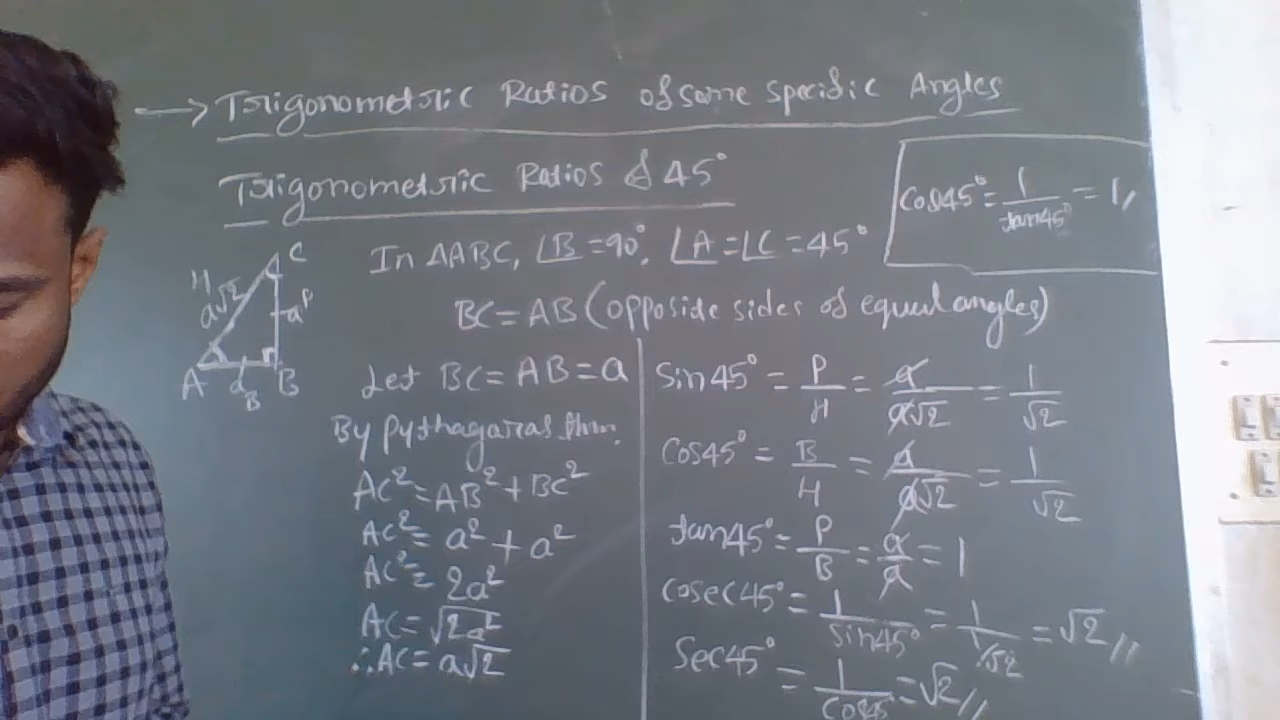 → Trigonometric Ratios of some specific Angles
Trigonometric Ratios of 45°
Cos45° = 1/tan45° = 1,,
In ΔABC, ∠B = 90°, ∠A = ∠C = 45°
BC = AB (opposide sides of equal angles)
C
H
a√2
a P
A a B
B
Let BC = AB = a
By Pythagaras thm.
AC² = AB² + BC²
AC² = a² + a²
AC² = 2a²
AC = √2a²
∴ AC = a√2
Sin45° = P/H = a/a√2 = 1/√2
Cos45° = B/H = a/a√2 = 1/√2
tan45° = P/B = a/a = 1
Cosec45° = 1/Sin45° = 1/1/√2 = √2 //
Sec45° = 1/Cos45° = √2 //